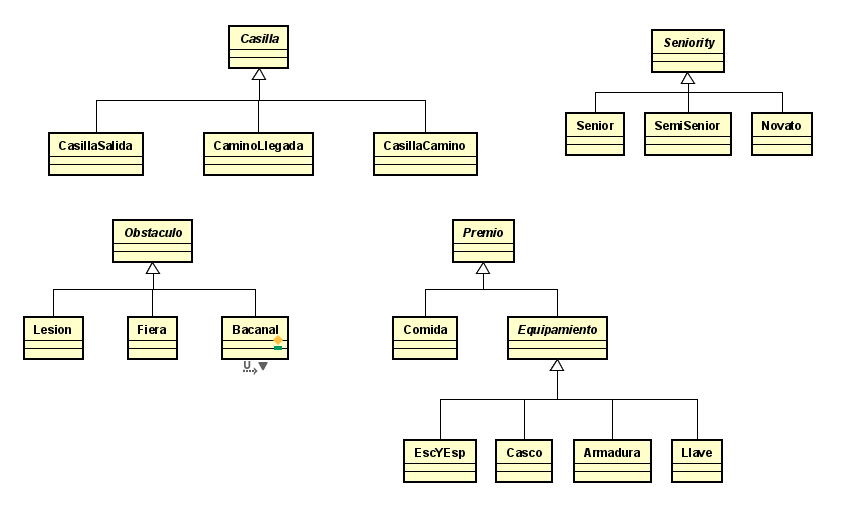 Casilla
Seniority
CasillaSalida
CaminoLlegada
CasillaCamino
Senior
SemiSenior
Novato
Obstaculo
Premio
Lesion
Fiera
Bacanal
Comida
Equipamiento
U
EscYEsp
Casco
Armadura
Llave